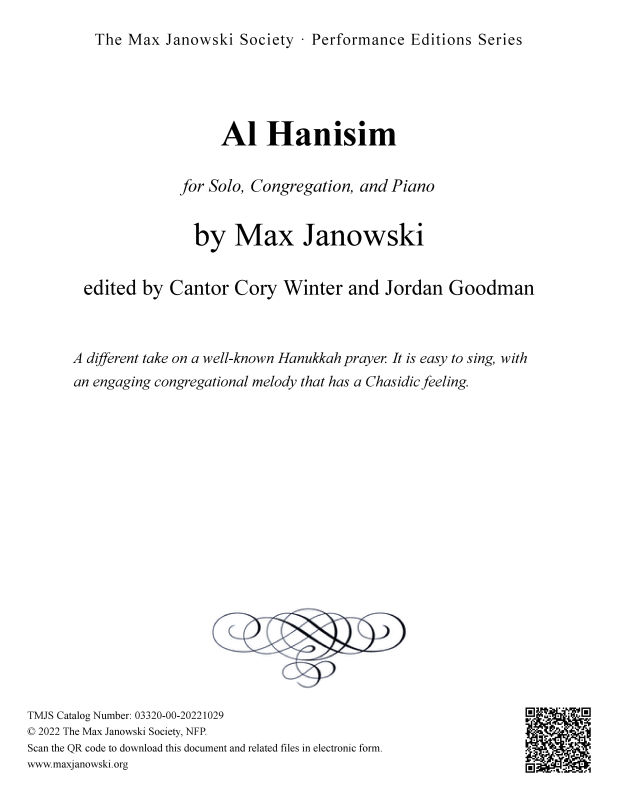 The Max Janowski Society · Performance Editions Series
Al Hanisim
for Solo, Congregation, and Piano
by Max Janowski
edited by Cantor Cory Winter and Jordan Goodman
A different take on a well-known Hanukkah prayer. It is easy to sing, with
an engaging congregational melody that has a Chasidic feeling.
TMJS Catalog Number: 03320-00-20221029
© 2022 The Max Janowski Society, NFP.
Scan the QR code to download this document and related files in electronic form.
www.maxjanowski.org